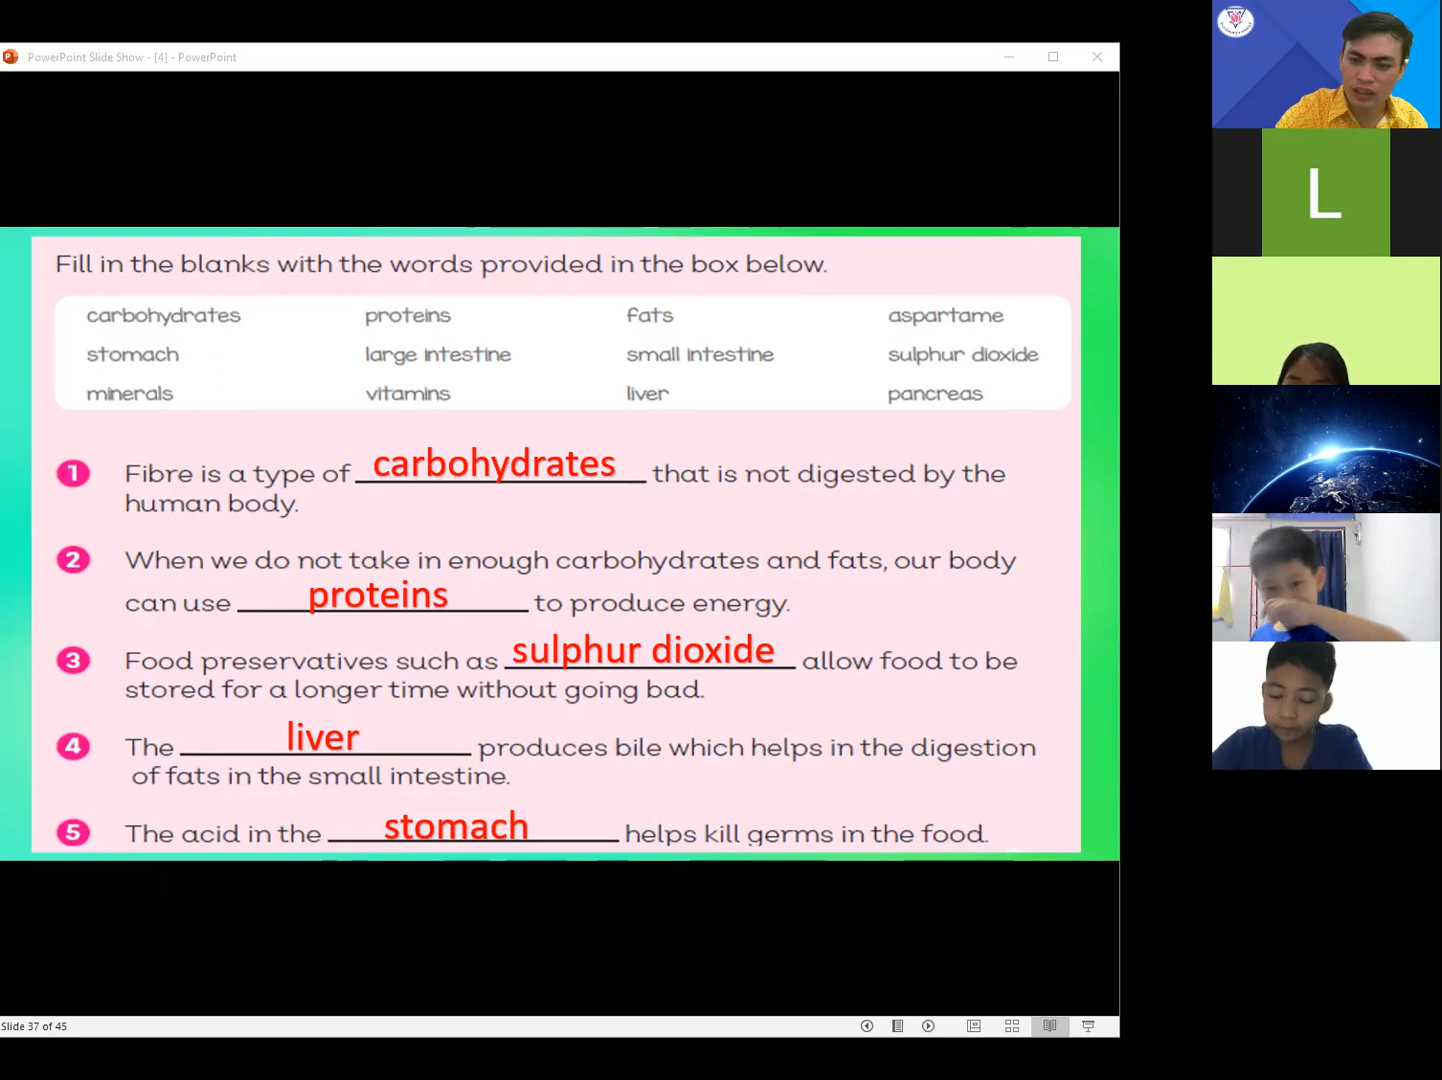 PowerPoint Slide Show - [4] - PowerPoint
Fill in the blanks with the words provided in the box below.
carbohydrates proteins fats aspartame
stomach large intestine small intestine sulphur dioxide
minerals vitamins liver pancreas
1 Fibre is a type of carbohydrates that is not digested by the
human body.
2 When we do not take in enough carbohydrates and fats, our body
can use proteins to produce energy.
3 Food preservatives such as sulphur dioxide allow food to be
stored for a longer time without going bad.
4 The liver produces bile which helps in the digestion
of fats in the small intestine.
5 The acid in the stomach helps kill germs in the food.
Slide 37 of 45
L